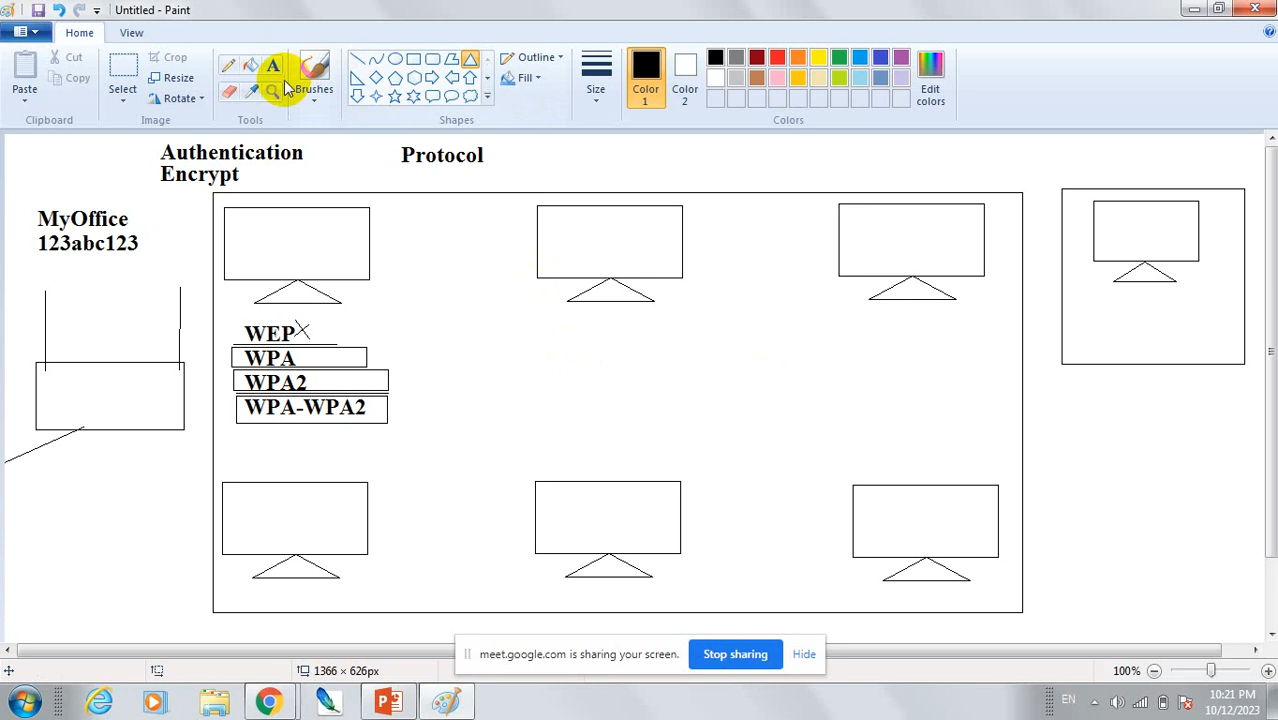 Untitled - Paint
Home View
Paste
Cut
Copy
Clipboard
Select
Crop
Resize
Rotate
Image
A
Tools
Brushes
Outline
Fill
Shapes
Size
Color 1
Color 2
Edit colors
Colors
Authentication
Encrypt
Protocol
MyOffice
123abc123
WEP
WPA
WPA2
WPA-WPA2
meet.google.com is sharing your screen. Stop sharing Hide
1366 × 626px
100%
EN
10:21 PM
10/12/2023